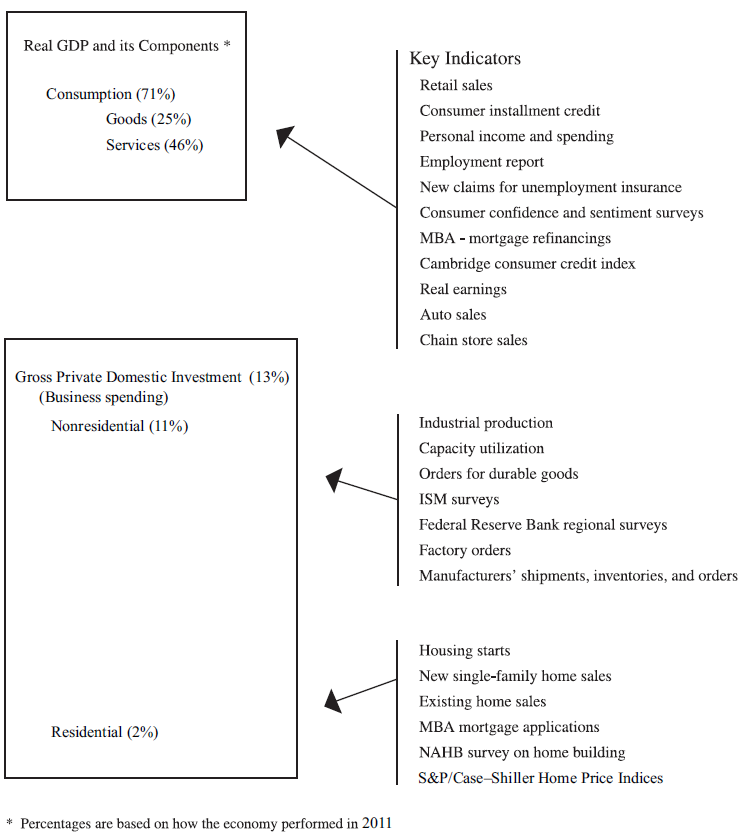 Real GDP and its Components *
Consumption (71%)
Goods (25%)
Services (46%)
Key Indicators
Retail sales
Consumer installment credit
Personal income and spending
Employment report
New claims for unemployment insurance
Consumer confidence and sentiment surveys
MBA - mortgage refinancings
Cambridge consumer credit index
Real earnings
Auto sales
Chain store sales
Gross Private Domestic Investment (13%)
(Business spending)
Nonresidential (11%)
Industrial production
Capacity utilization
Orders for durable goods
ISM surveys
Federal Reserve Bank regional surveys
Factory orders
Manufacturers’ shipments, inventories, and orders
Residential (2%)
Housing starts
New single-family home sales
Existing home sales
MBA mortgage applications
NAHB survey on home building
S&P/Case–Shiller Home Price Indices
* Percentages are based on how the economy performed in 2011